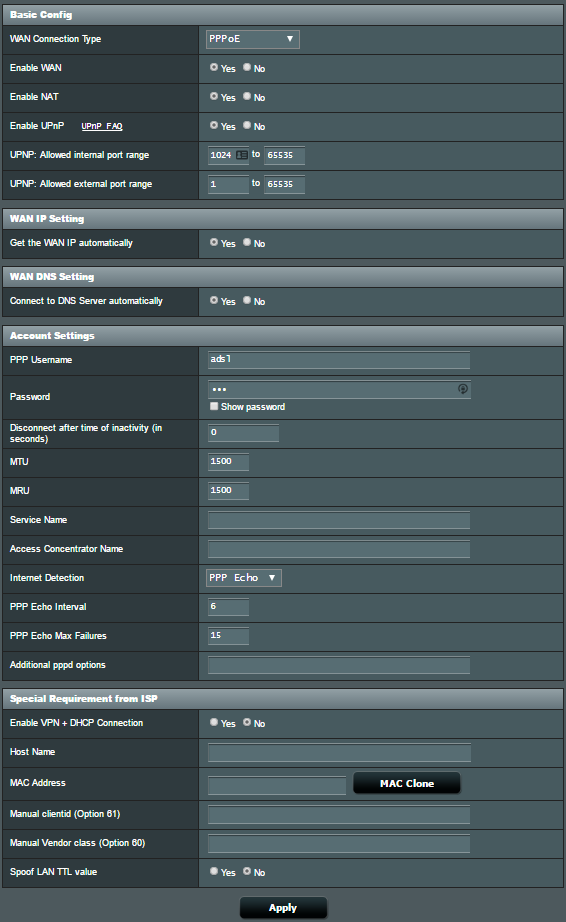 Basic Config
WAN Connection Type PPPoE
Enable WAN Yes No
Enable NAT Yes No
Enable UPnP UPnP FAQ Yes No
UPNP: Allowed internal port range 1024 to 65535
UPNP: Allowed external port range 1 to 65535
WAN IP Setting
Get the WAN IP automatically Yes No
WAN DNS Setting
Connect to DNS Server automatically Yes No
Account Settings
PPP Username adsl
Password •••
Show password
Disconnect after time of inactivity (in
seconds) 0
MTU 1500
MRU 1500
Service Name
Access Concentrator Name
Internet Detection PPP Echo
PPP Echo Interval 6
PPP Echo Max Failures 15
Additional pppd options
Special Requirement from ISP
Enable VPN + DHCP Connection Yes No
Host Name
MAC Address MAC Clone
Manual clientid (Option 61)
Manual Vendor class (Option 60)
Spoof LAN TTL value Yes No
Apply